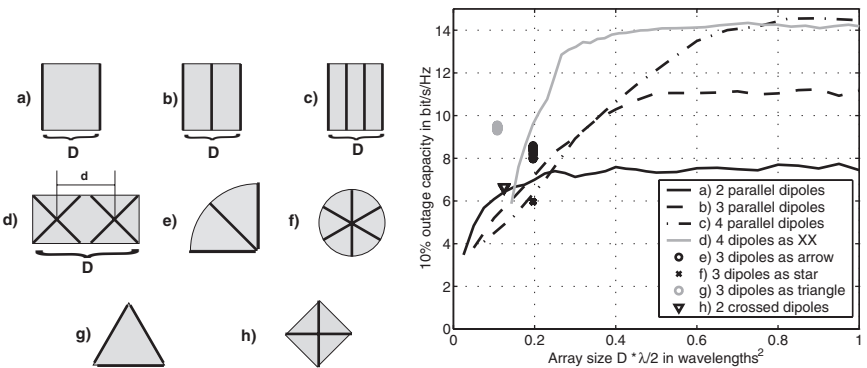 a)
D
b)
D
c)
D
d)
d
D
e)
f)
g)
h)
10% outage capacity in bit/s/Hz
14
12
10
8
6
4
2
0
a) 2 parallel dipoles
b) 3 parallel dipoles
c) 4 parallel dipoles
d) 4 dipoles as XX
e) 3 dipoles as arrow
f) 3 dipoles as star
g) 3 dipoles as triangle
h) 2 crossed dipoles
0 0.2 0.4 0.6 0.8 1
Array size D *λ/2 in wavelengths²